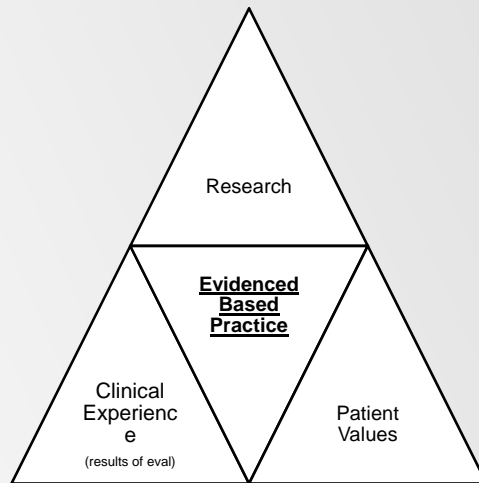 Research
Evidenced
Based
Practice
Clinical
Experienc
e
(results of eval)
Patient
Values